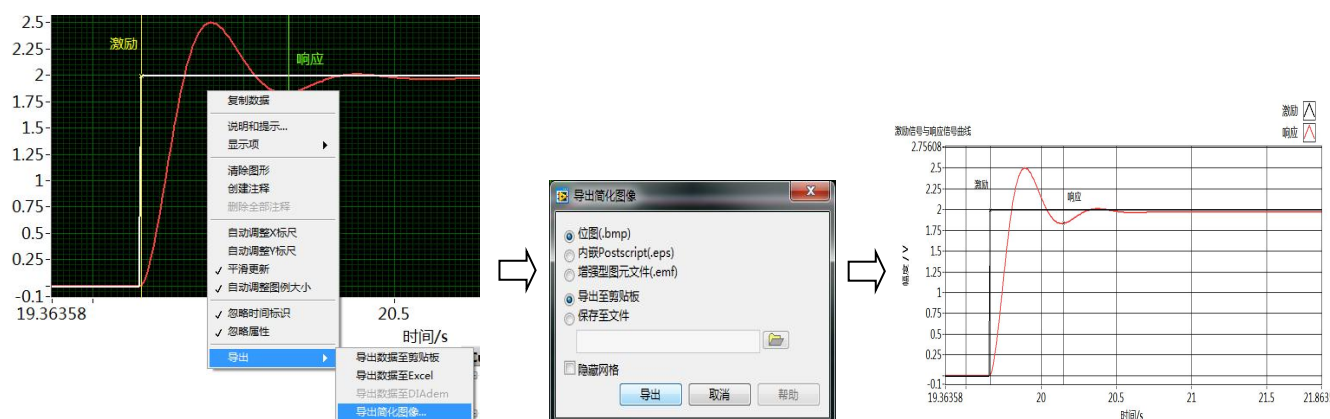 2.5
2.25
2
1.75
1.5
1.25
1
0.75
0.5
0.25
-0.1
19.36358
20.5
时间/s
激励
响应
复制数据
说明和提示...
显示项
清除图形
创建注释
删除全部注释
自动调整X标尺
自动调整Y标尺
平滑更新
自动调整图例大小
忽略时间标识
忽略属性
导出
导出数据至剪贴板
导出数据至Excel
导出数据至DIAdem
导出简化图像...
导出简化图像
位图(.bmp)
内嵌Postscript(.eps)
增强型图元文件(.emf)
导出至剪贴板
保存至文件
隐藏网格
导出
取消
帮助
激励
响应
激励信号与响应信号曲线
2.75608
2.5
2.25
2
1.75
1.5
1.25
1
0.75
0.5
0.25
-0.1
幅度 / V
激励
响应
19.36358
20
20.5
21
21.5
21.863
时间/s